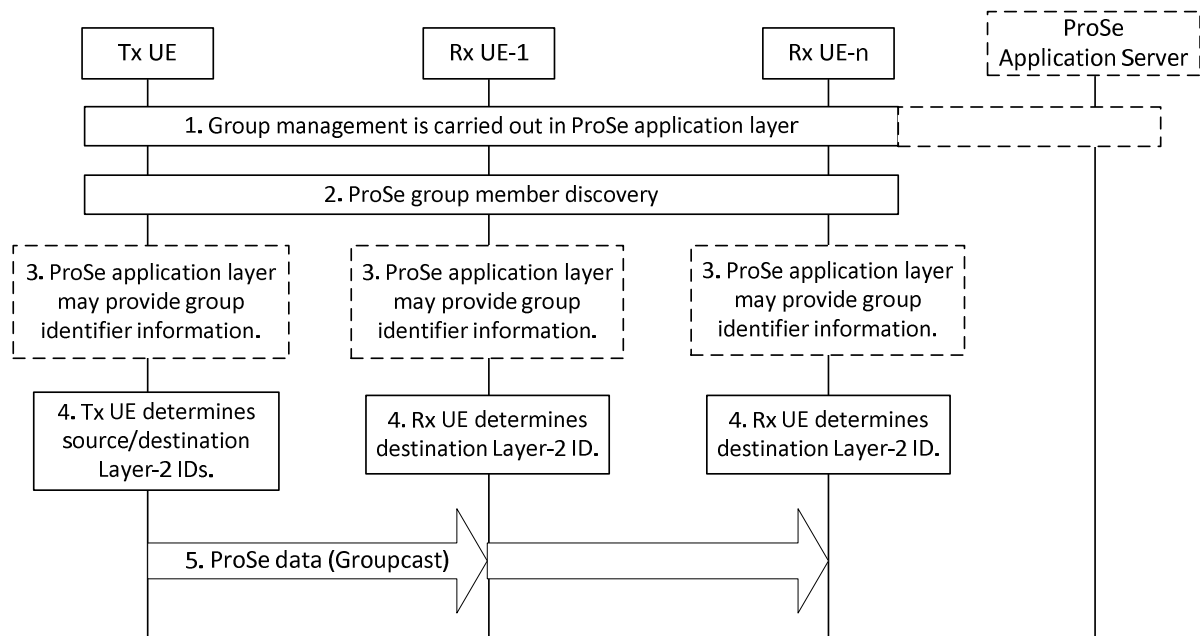 Tx UE
Rx UE-1
Rx UE-n
ProSe
Application Server
1. Group management is carried out in ProSe application layer
2. ProSe group member discovery
3. ProSe application layer
may provide group
identifier information.
3. ProSe application layer
may provide group
identifier information.
3. ProSe application layer
may provide group
identifier information.
4. Tx UE determines
source/destination
Layer-2 IDs.
4. Rx UE determines
destination Layer-2 ID.
4. Rx UE determines
destination Layer-2 ID.
5. ProSe data (Groupcast)